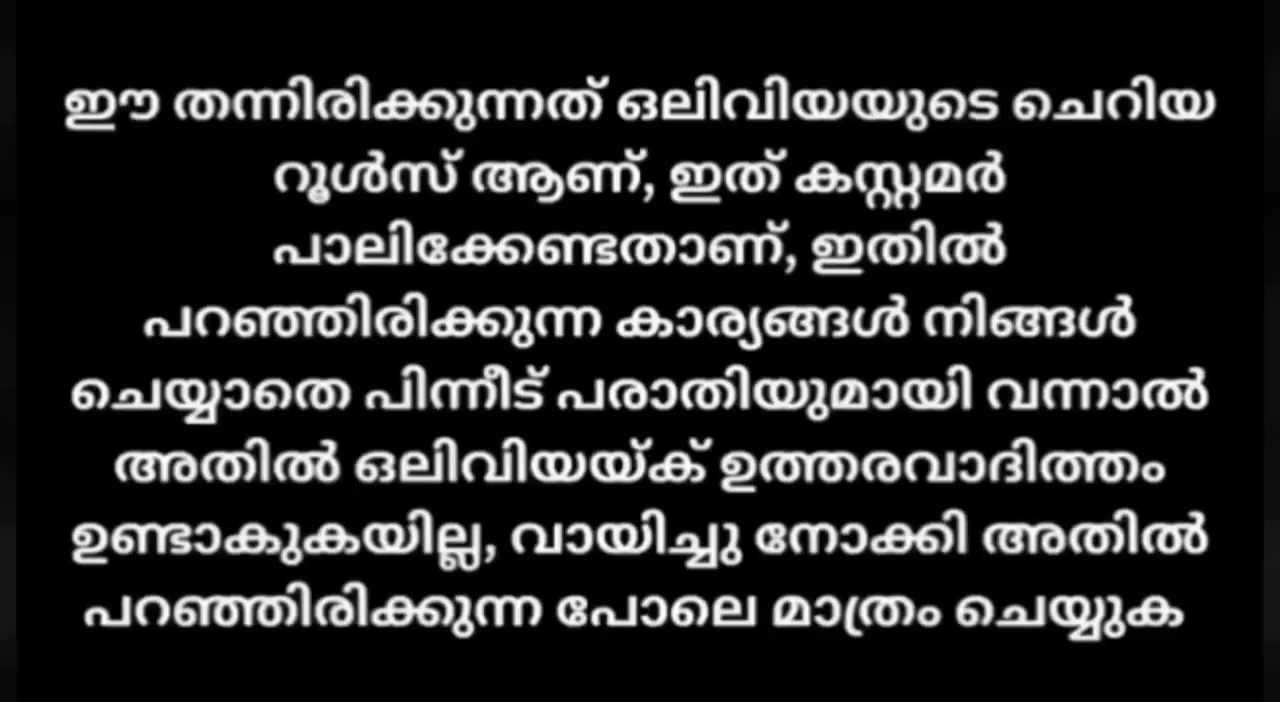 ഈ തന്നിരിക്കുന്നത് ഒലിവിയയുടെ ചെറിയ
റൂൾസ് ആണ്, ഇത് കസ്റ്റമർ
പാലിക്കേണ്ടതാണ്, ഇതിൽ
പറഞ്ഞിരിക്കുന്ന കാര്യങ്ങൾ നിങ്ങൾ
ചെയ്യാതെ പിന്നീട് പരാതിയുമായി വന്നാൽ
അതിൽ ഒലിവിയയ്ക് ഉത്തരവാദിത്തം
ഉണ്ടാകുകയില്ല, വായിച്ചു നോക്കി അതിൽ
പറഞ്ഞിരിക്കുന്ന പോലെ മാത്രം ചെയ്യുക